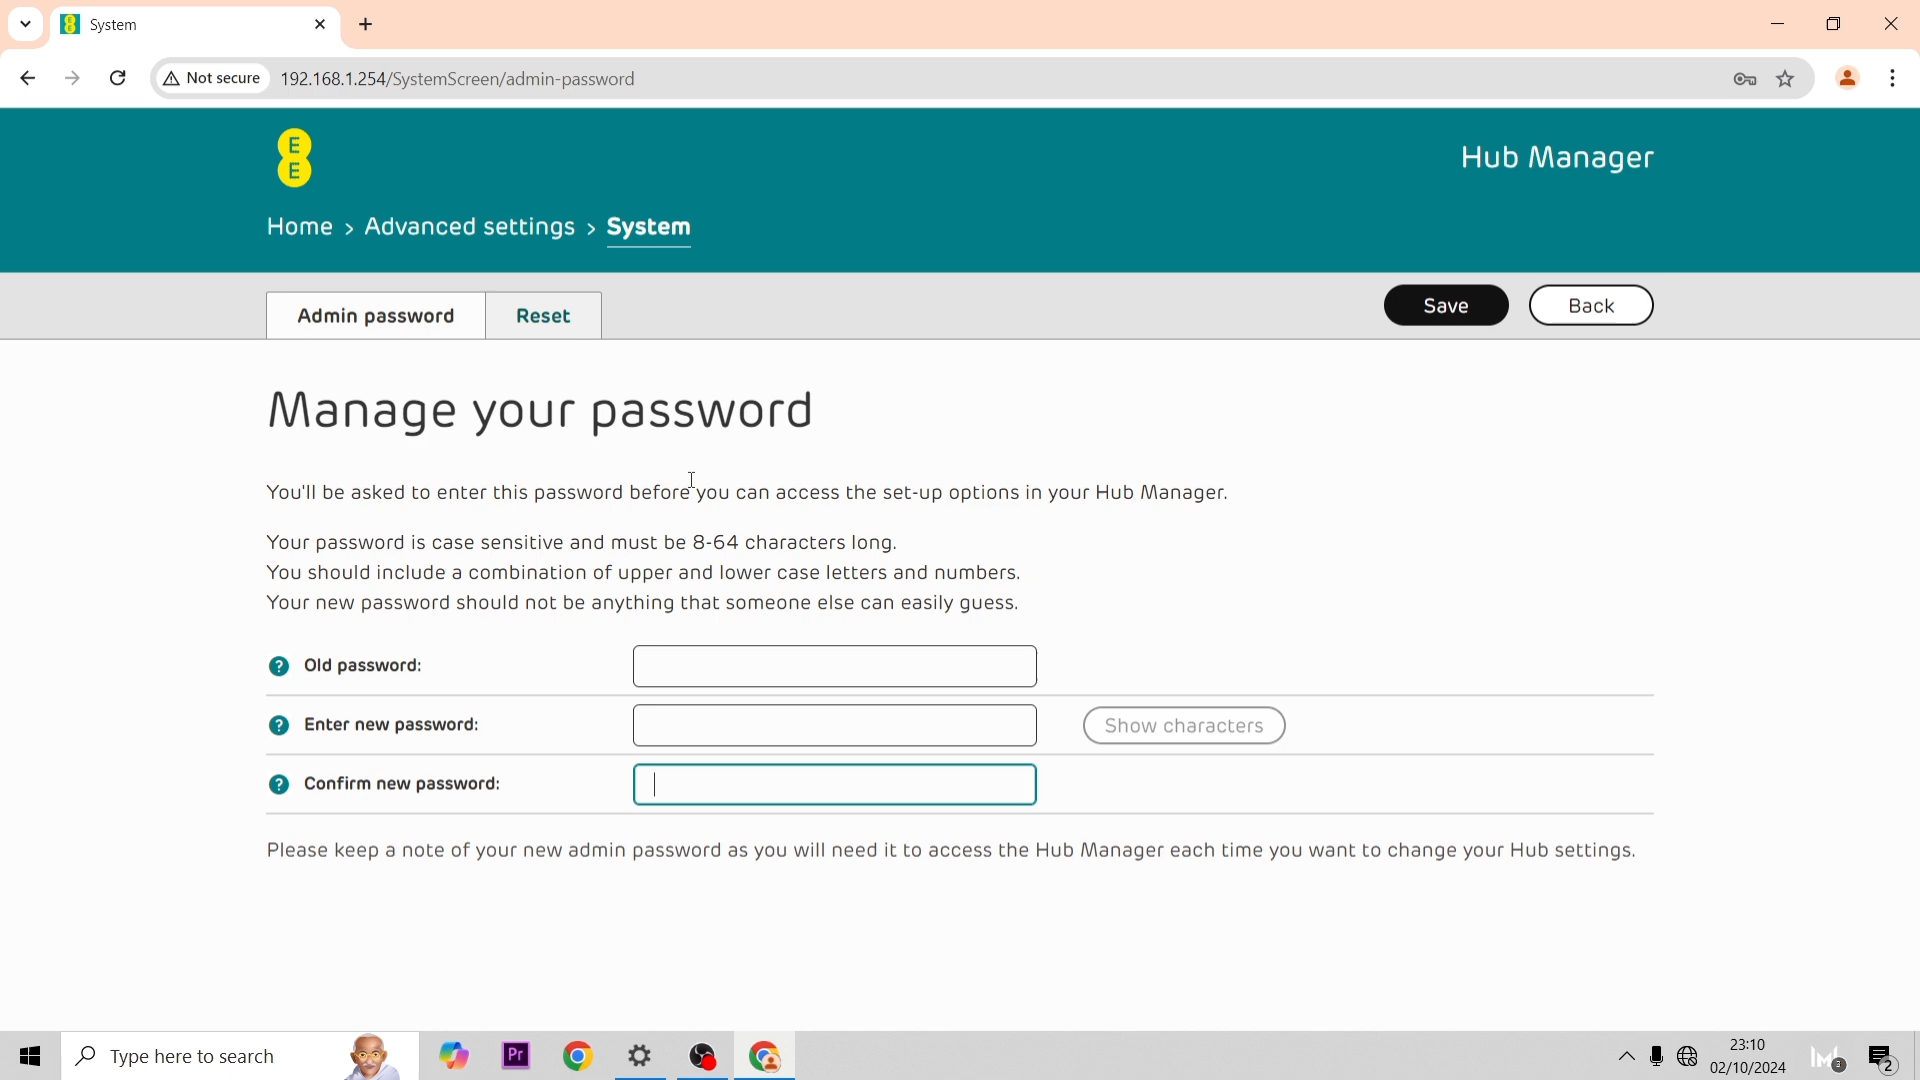 System
Not secure
192.168.1.254/SystemScreen/admin-password
E
E
Hub Manager
Home > Advanced settings > System
Admin password
Reset
Save
Back
Manage your password
You'll be asked to enter this password before you can access the set-up options in your Hub Manager.
Your password is case sensitive and must be 8-64 characters long.
You should include a combination of upper and lower case letters and numbers.
Your new password should not be anything that someone else can easily guess.
? Old password:
? Enter new password:
Show characters
? Confirm new password:
Please keep a note of your new admin password as you will need it to access the Hub Manager each time you want to change your Hub settings.
Type here to search
Pr
23:10
02/10/2024
3
2